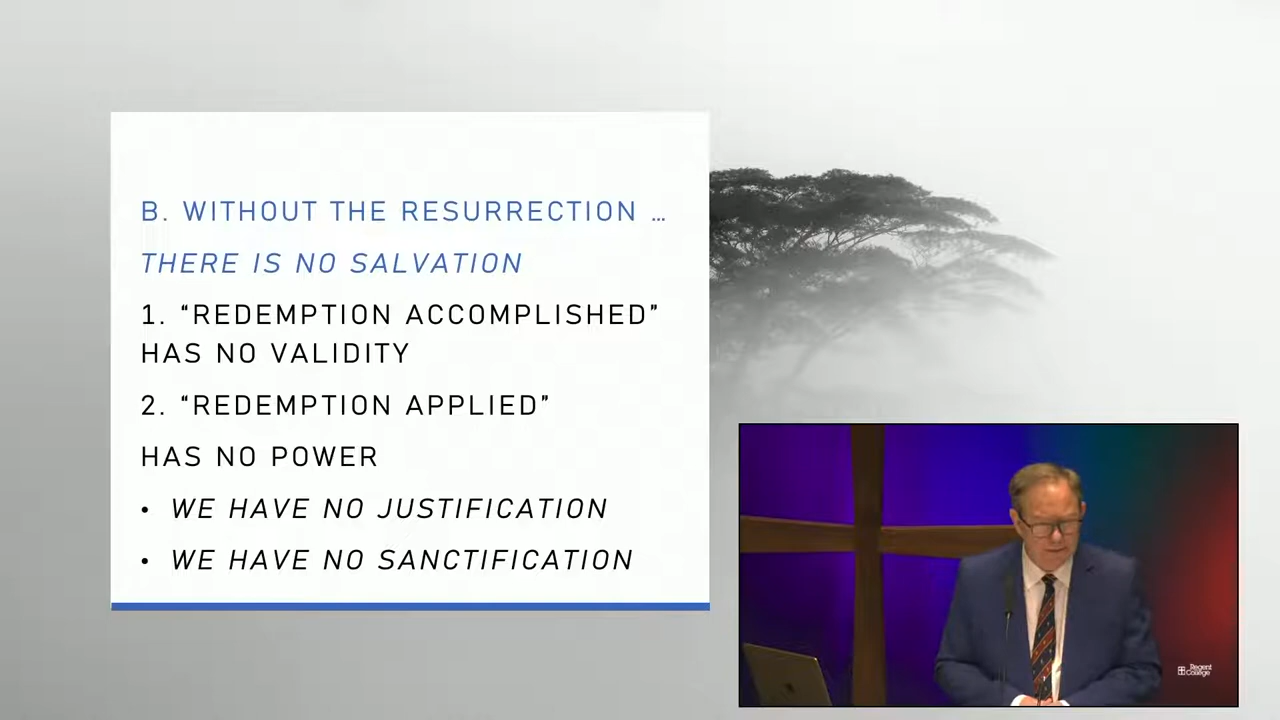 B. WITHOUT THE RESURRECTION …
THERE IS NO SALVATION
1. “REDEMPTION ACCOMPLISHED”
HAS NO VALIDITY
2. “REDEMPTION APPLIED”
HAS NO POWER
• WE HAVE NO JUSTIFICATION
• WE HAVE NO SANCTIFICATION
Regent
College